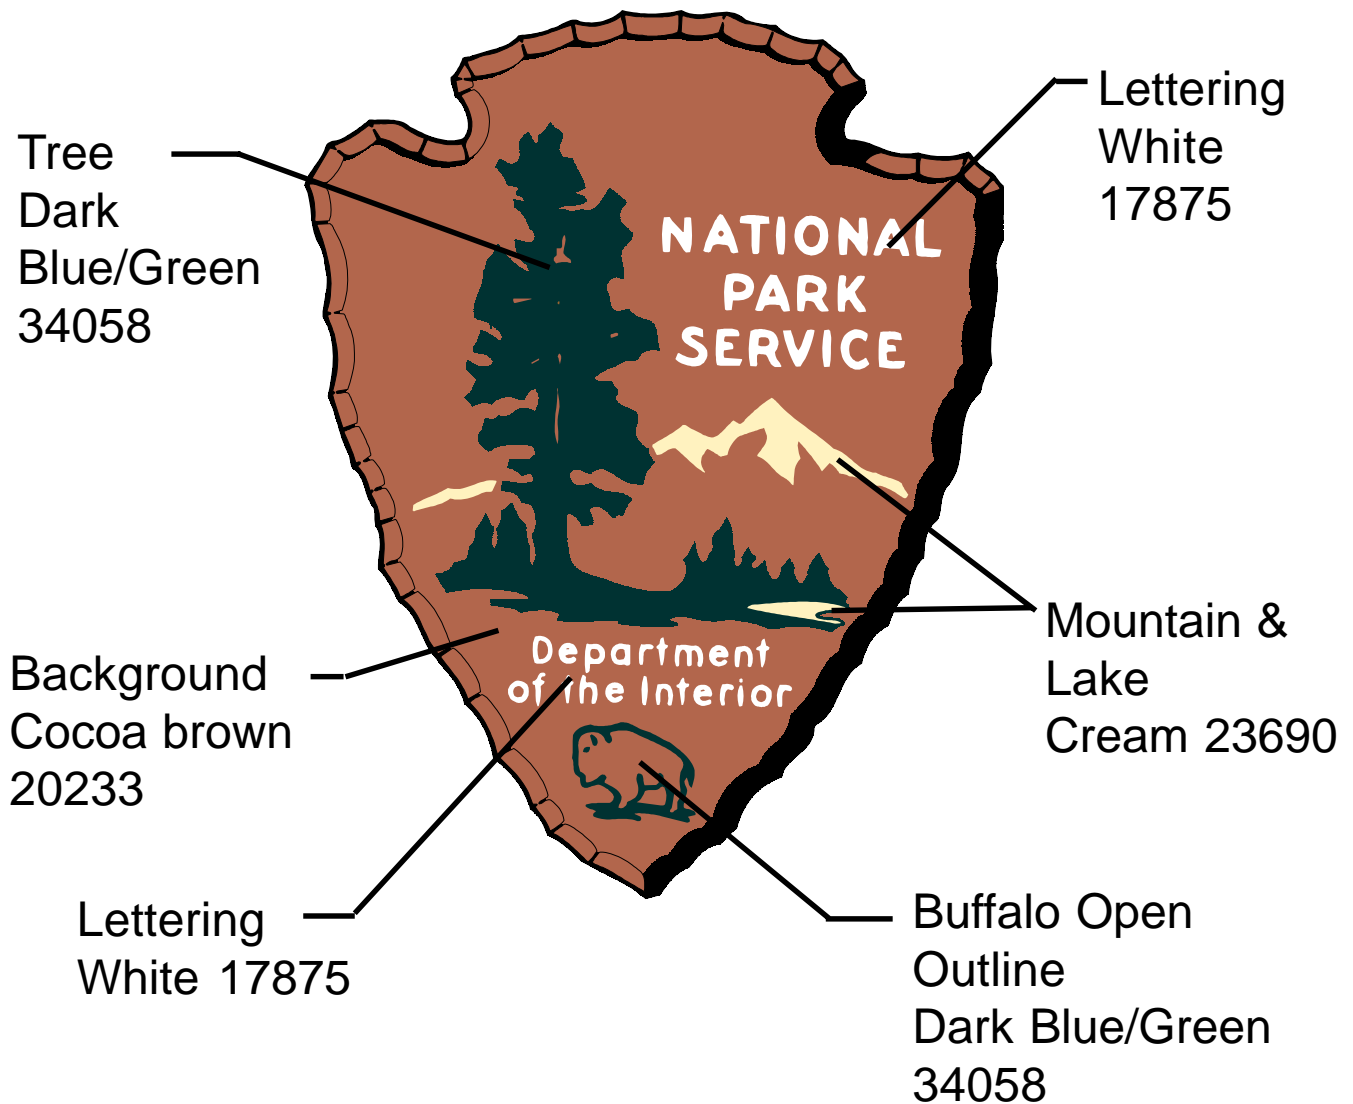 Tree
Dark
Blue/Green
34058
Lettering
White
17875
NATIONAL
PARK
SERVICE
Mountain &
Lake
Cream 23690
Department
of the Interior
Background
Cocoa brown
20233
Lettering
White 17875
Buffalo Open
Outline
Dark Blue/Green
34058